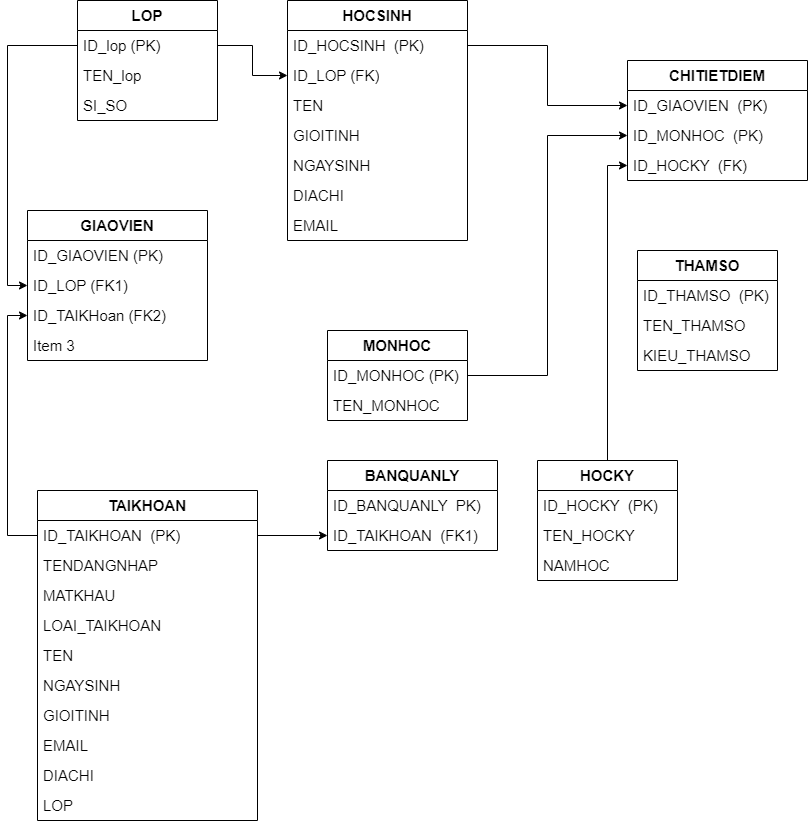 LOP
ID_lop (PK)
TEN_lop
SI_SO
HOCSINH
ID_HOCSINH (PK)
ID_LOP (FK)
TEN
GIOITINH
NGAYSINH
DIACHI
EMAIL
CHITIETDIEM
ID_GIAOVIEN (PK)
ID_MONHOC (PK)
ID_HOCKY (FK)
GIAOVIEN
ID_GIAOVIEN (PK)
ID_LOP (FK1)
ID_TAIKHoan (FK2)
Item 3
THAMSO
ID_THAMSO (PK)
TEN_THAMSO
KIEU_THAMSO
MONHOC
ID_MONHOC (PK)
TEN_MONHOC
BANQUANLY
ID_BANQUANLY PK)
ID_TAIKHOAN (FK1)
HOCKY
ID_HOCKY (PK)
TEN_HOCKY
NAMHOC
TAIKHOAN
ID_TAIKHOAN (PK)
TENDANGNHAP
MATKHAU
LOAI_TAIKHOAN
TEN
NGAYSINH
GIOITINH
EMAIL
DIACHI
LOP